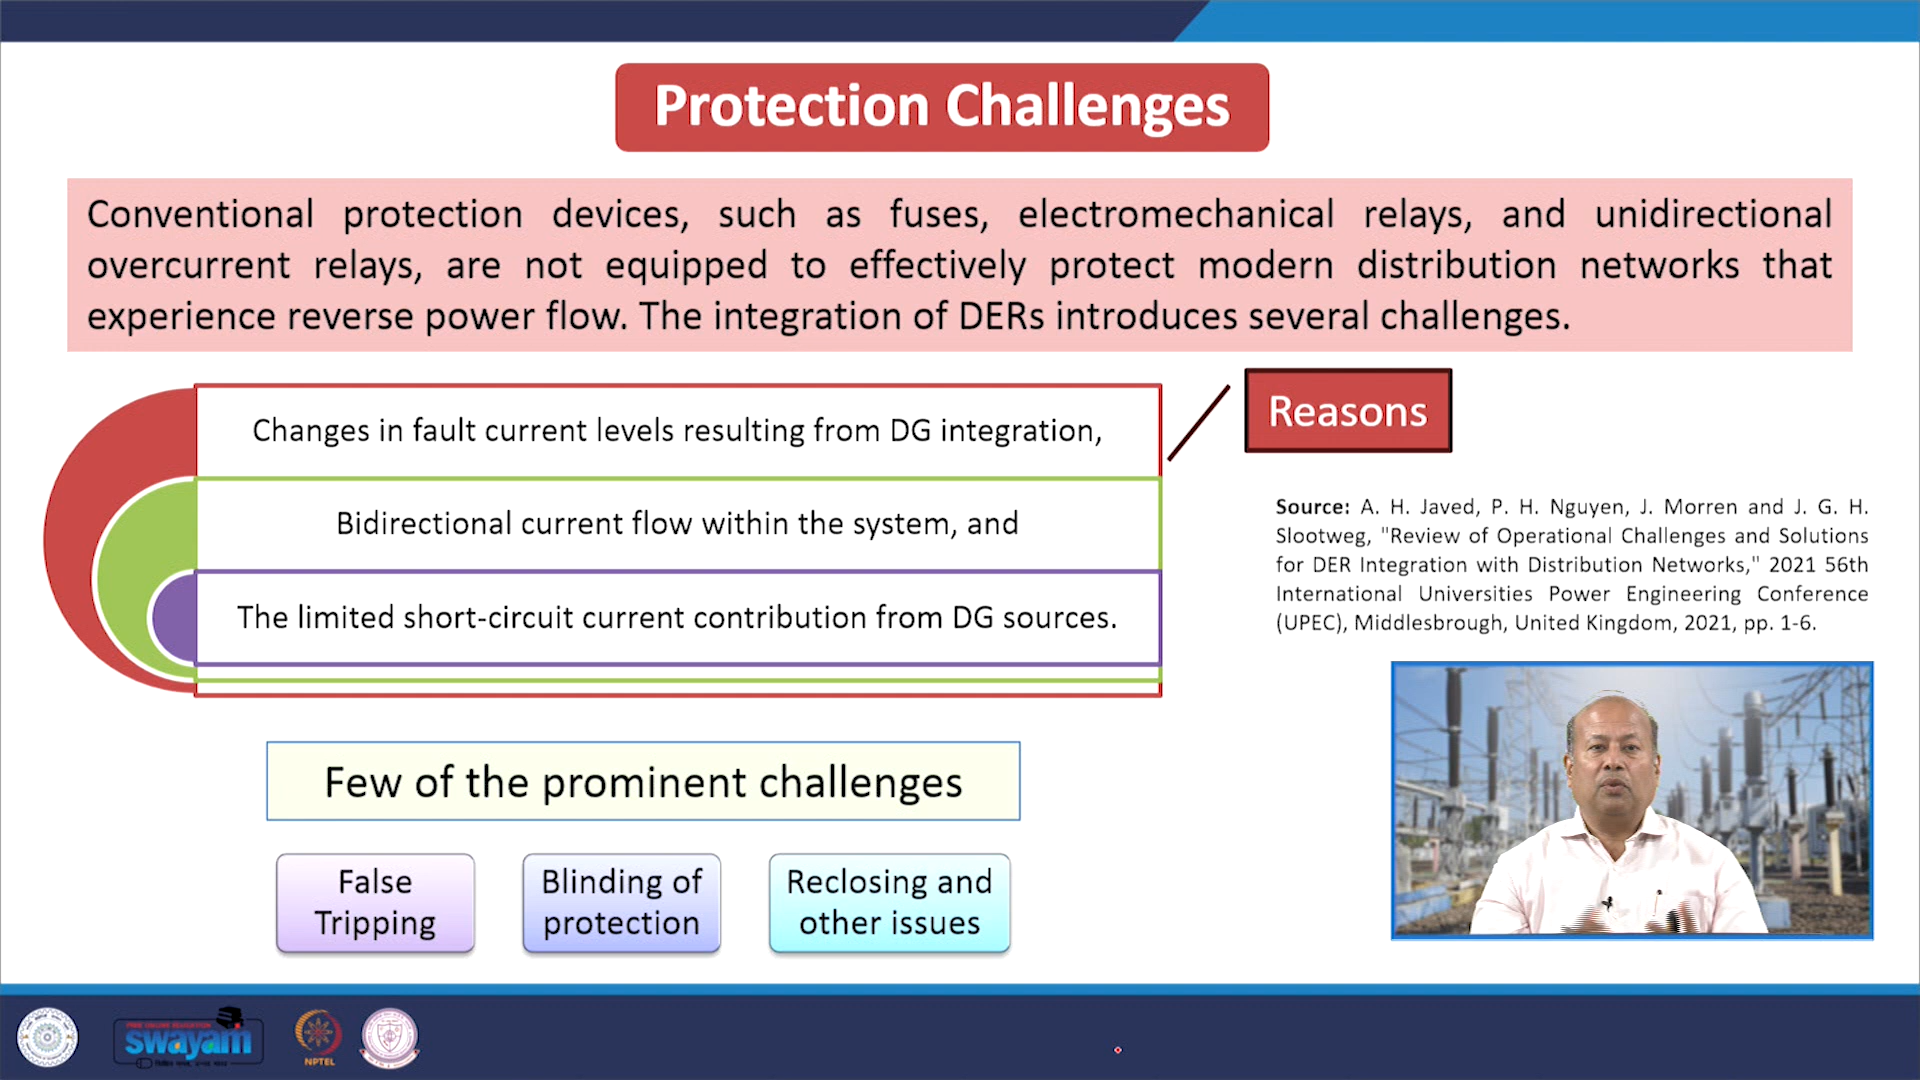 Protection Challenges
Conventional protection devices, such as fuses, electromechanical relays, and unidirectional
overcurrent relays, are not equipped to effectively protect modern distribution networks that
experience reverse power flow. The integration of DERs introduces several challenges.
Changes in fault current levels resulting from DG integration,
Bidirectional current flow within the system, and
The limited short-circuit current contribution from DG sources.
Reasons
Source: A. H. Javed, P. H. Nguyen, J. Morren and J. G. H.
Slootweg, "Review of Operational Challenges and Solutions
for DER Integration with Distribution Networks," 2021 56th
International Universities Power Engineering Conference
(UPEC), Middlesbrough, United Kingdom, 2021, pp. 1-6.
Few of the prominent challenges
False
Tripping
Blinding of
protection
Reclosing and
other issues
FREE ONLINE EDUCATION
swayam
NPTEL